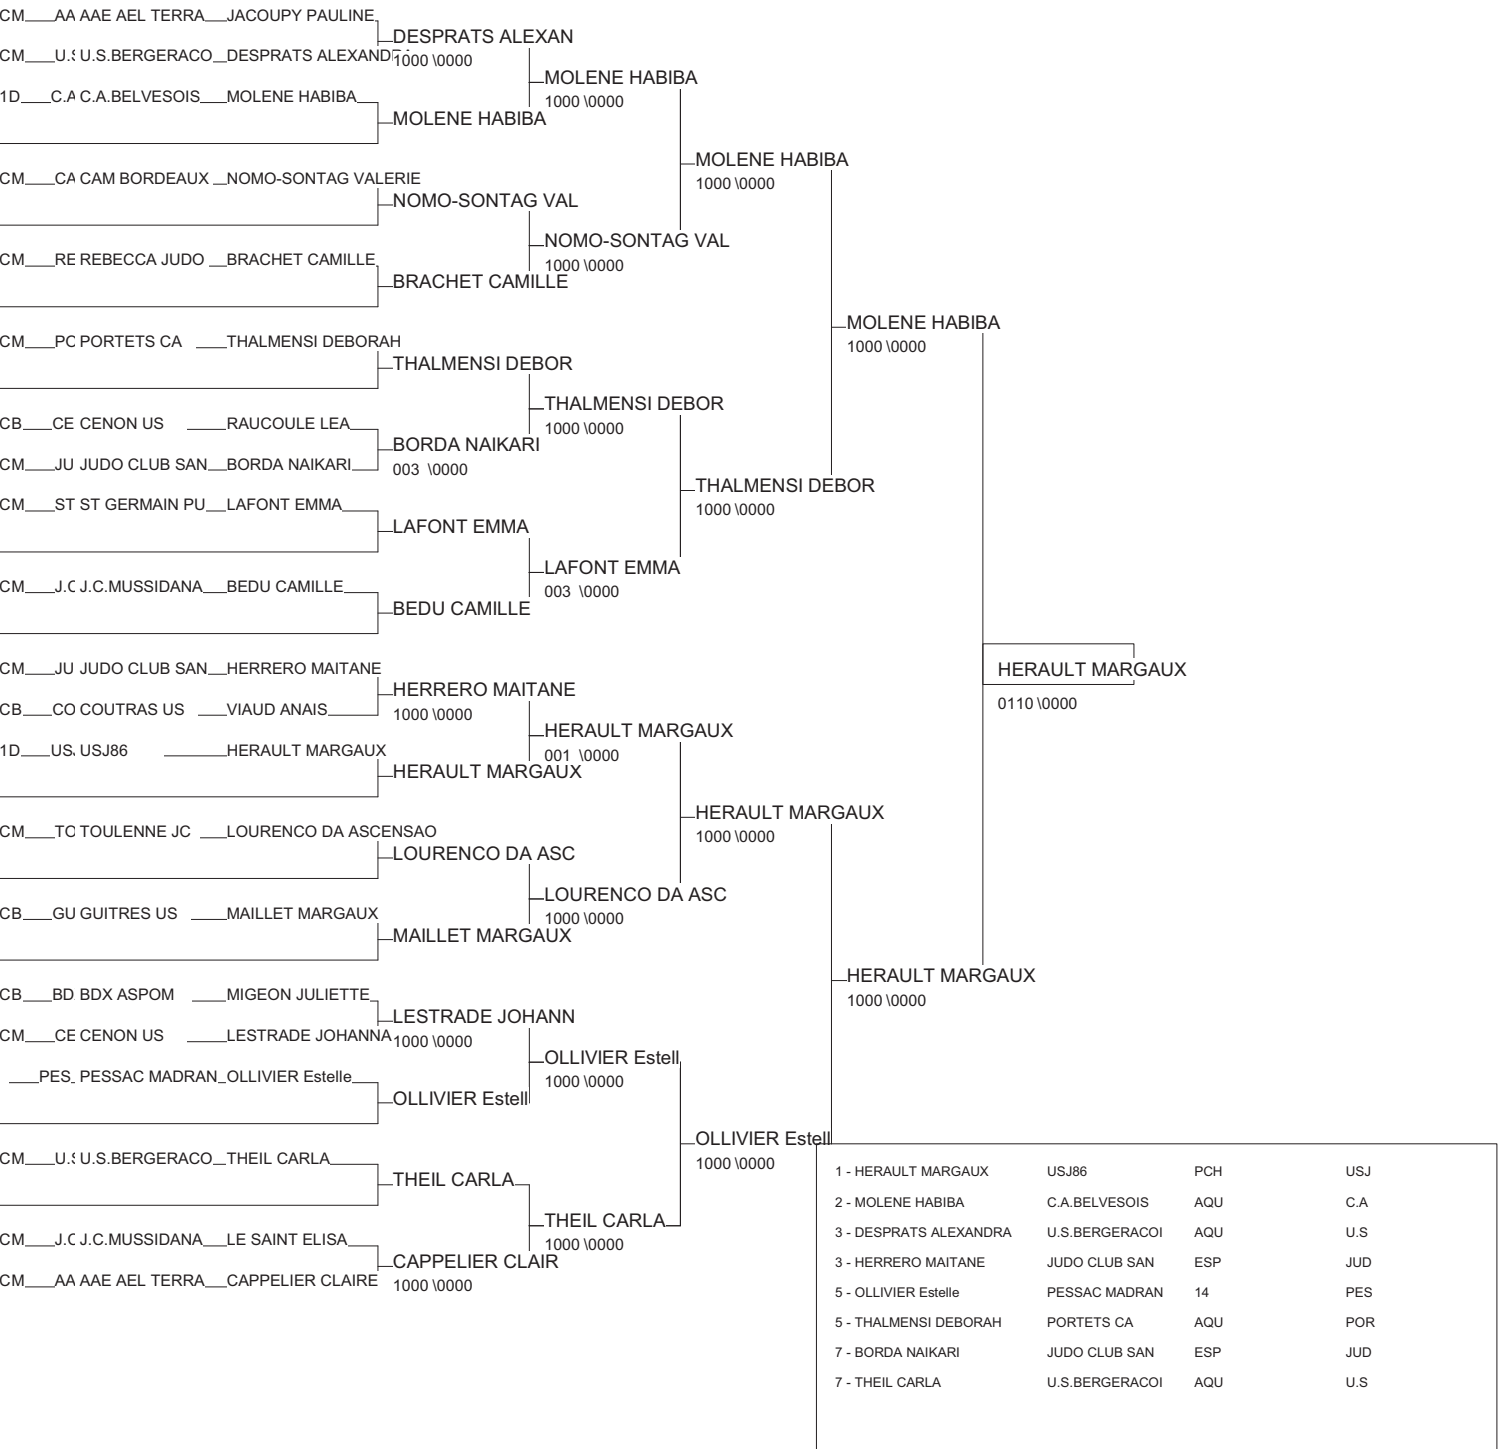 CM AA AAE AEL TERRA JACOUPY PAULINE
DESPRATS ALEXAN
CM U.S U.S.BERGERACO DESPRATS ALEXANDRA
1000 \0000
MOLENE HABIBA
1D C.A C.A.BELVESOIS MOLENE HABIBA
1000 \0000
MOLENE HABIBA
MOLENE HABIBA
CM CA CAM BORDEAUX NOMO-SONTAG VALERIE
1000 \0000
NOMO-SONTAG VAL
NOMO-SONTAG VAL
CM RE REBECCA JUDO BRACHET CAMILLE
1000 \0000
BRACHET CAMILLE
MOLENE HABIBA
CM PO PORTETS CA THALMENSI DEBORAH
1000 \0000
THALMENSI DEBOR
THALMENSI DEBOR
CB CE CENON US RAUCOULE LEA
1000 \0000
BORDA NAIKARI
CM JU JUDO CLUB SAN BORDA NAIKARI
003 \0000
THALMENSI DEBOR
CM ST ST GERMAIN PU LAFONT EMMA
1000 \0000
LAFONT EMMA
LAFONT EMMA
CM J.C J.C.MUSSIDANA BEDU CAMILLE
003 \0000
BEDU CAMILLE
CM JU JUDO CLUB SAN HERRERO MAITANE
HERAULT MARGAUX
HERRERO MAITANE
0110 \0000
CB CO COUTRAS US VIAUD ANAIS
1000 \0000
HERAULT MARGAUX
1D USJ USJ86 HERAULT MARGAUX
001 \0000
HERAULT MARGAUX
HERAULT MARGAUX
CM TO TOULENNE JC LOURENCO DA ASCENSAO
1000 \0000
LOURENCO DA ASC
LOURENCO DA ASC
CB GU GUITRES US MAILLET MARGAUX
1000 \0000
MAILLET MARGAUX
HERAULT MARGAUX
CB BD BDX ASPOM MIGEON JULIETTE
1000 \0000
LESTRADE JOHANN
CM CE CENON US LESTRADE JOHANNA
1000 \0000
OLLIVIER Estell
PES PESSAC MADRAN OLLIVIER Estelle
1000 \0000
OLLIVIER Estell
OLLIVIER Estell
CM U.S U.S.BERGERACO THEIL CARLA
1000 \0000
THEIL CARLA
THEIL CARLA
CM J.C J.C.MUSSIDANA LE SAINT ELISA
1000 \0000
CAPPELIER CLAIR
CM AA AAE AEL TERRA CAPPELIER CLAIRE
1000 \0000
1 - HERAULT MARGAUX USJ86 PCH USJ
2 - MOLENE HABIBA C.A.BELVESOIS AQU C.A
3 - DESPRATS ALEXANDRA U.S.BERGERACOI AQU U.S
3 - HERRERO MAITANE JUDO CLUB SAN ESP JUD
5 - OLLIVIER Estelle PESSAC MADRAN 14 PES
5 - THALMENSI DEBORAH PORTETS CA AQU POR
7 - BORDA NAIKARI JUDO CLUB SAN ESP JUD
7 - THEIL CARLA U.S.BERGERACOI AQU U.S